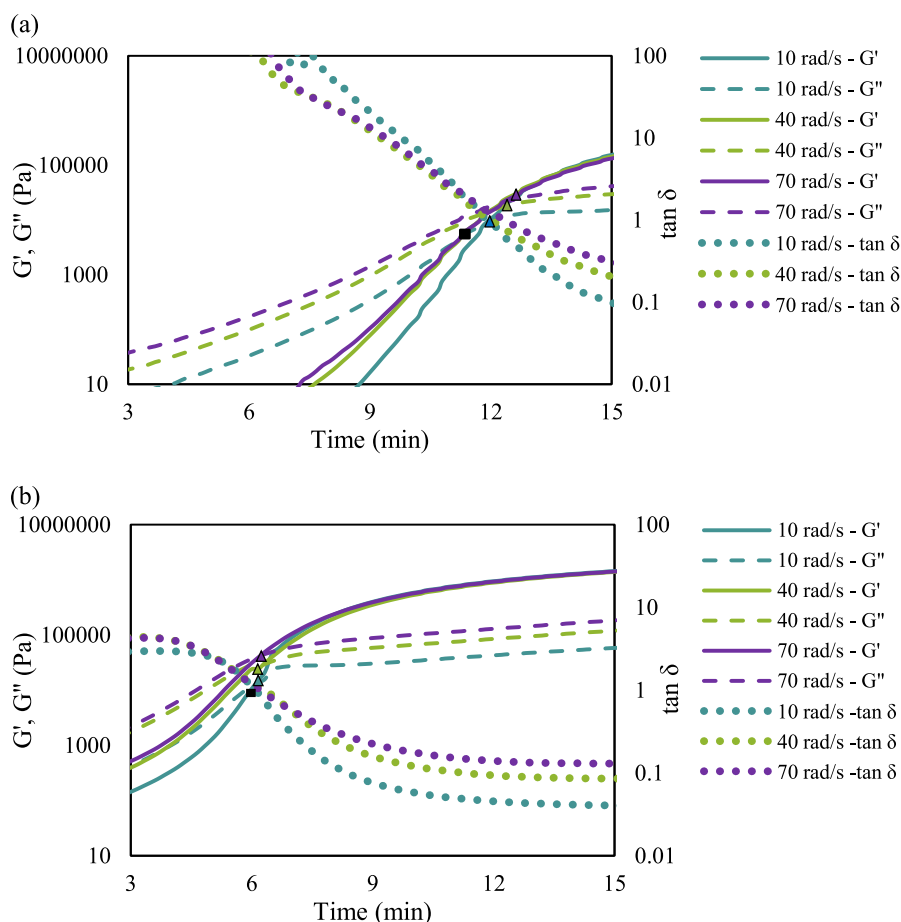 (a)
10000000
100000
1000
10
G', G'' (Pa)
3 6 9 12 15
Time (min)
100
10
1
0.1
0.01
tan δ
10 rad/s - G'
10 rad/s - G''
40 rad/s - G'
40 rad/s - G''
70 rad/s - G'
70 rad/s - G''
10 rad/s - tan δ
40 rad/s - tan δ
70 rad/s - tan δ
(b)
10000000
100000
1000
10
G', G'' (Pa)
3 6 9 12 15
Time (min)
100
10
1
0.1
0.01
tan δ
10 rad/s - G'
10 rad/s - G''
40 rad/s - G'
40 rad/s - G''
70 rad/s - G'
70 rad/s - G''
10 rad/s -tan δ
40 rad/s -tan δ
70 rad/s -tan δ